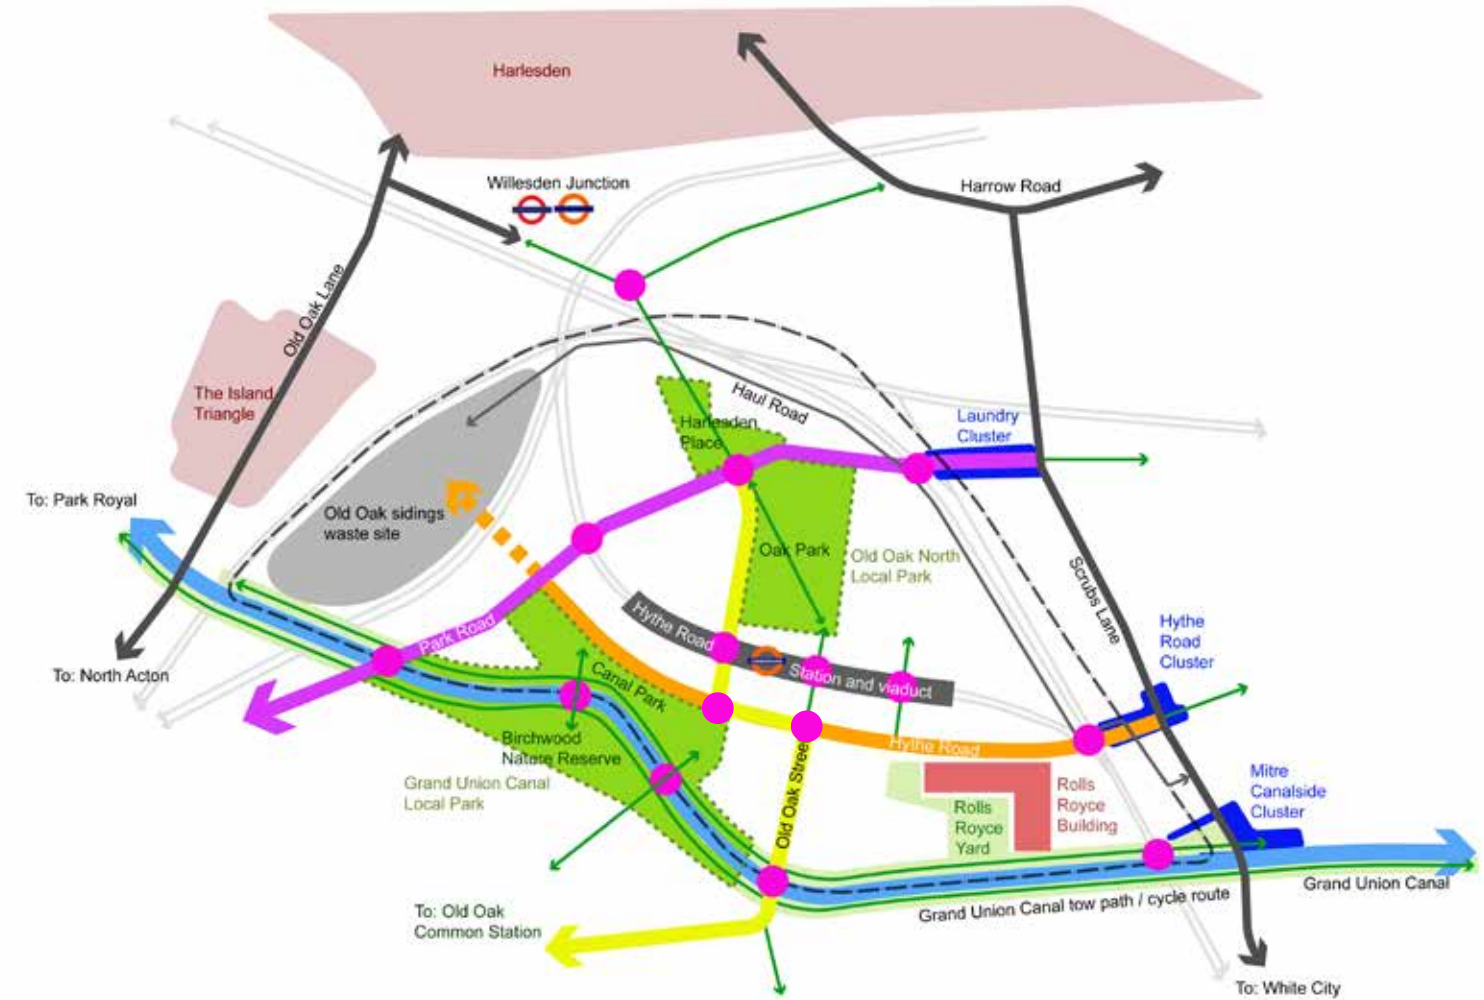 Harlesden
Willesden Junction
Harrow Road
Old Oak Lane
The Island
Triangle
Haul Road
Harlesden
Place
Laundry
Cluster
To: Park Royal
Old Oak sidings
waste site
Oak Park
Old Oak North
Local Park
Scrubs Lane
Park Road
Hythe Road
Station and viaduct
Hythe
Road
Cluster
To: North Acton
Canal Park
Birchwood
Nature Reserve
Hythe Road
Grand Union Canal
Local Park
Old Oak Street
Rolls
Royce
Building
Rolls
Royce
Yard
Mitre
Canalside
Cluster
To: Old Oak
Common Station
Grand Union Canal tow path / cycle route
Grand Union Canal
To: White City